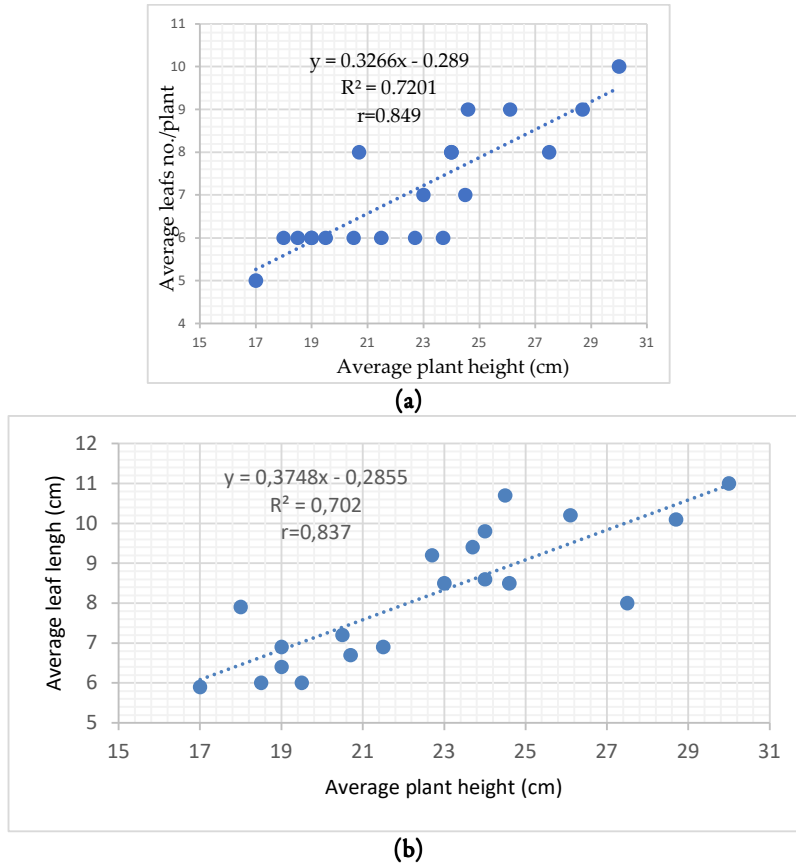 y = 0.3266x - 0.289
R² = 0.7201
r=0.849
Average leafs no./plant
10
9
8
7
6
5
4
15 17 19 21 23 25 27 29 31
Average plant height (cm)
(a)
y = 0,3748x - 0,2855
R² = 0,702
r=0,837
Average leaf lengh (cm)
12
11
10
9
8
7
6
5
15 17 19 21 23 25 27 29 31
Average plant height (cm)
(b)